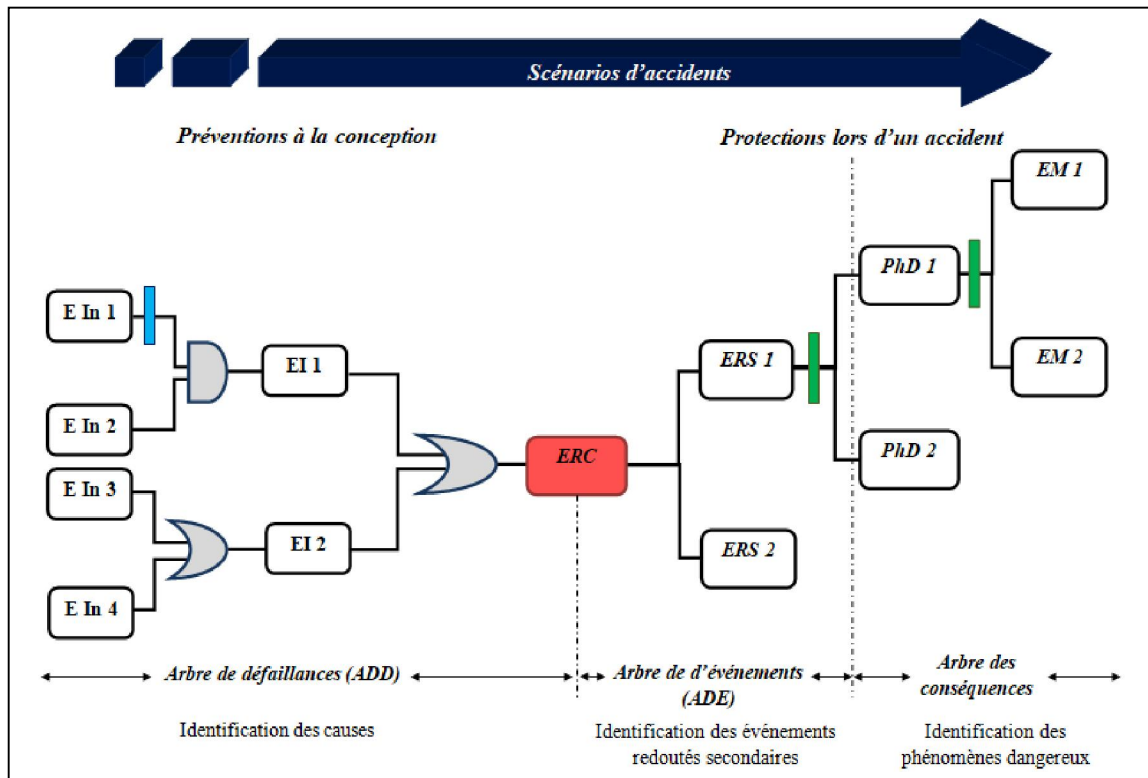 Scénarios d'accidents
Préventions à la conception
Protections lors d'un accident
EM 1
PhD 1
E In 1
EI 1
ERS 1
EM 2
E In 2
ERC
PhD 2
E In 3
EI 2
ERS 2
E In 4
Arbre de défaillances (ADD)
Arbre de d'événements
(ADE)
Arbre des
conséquences
Identification des causes
Identification des événements
redoutés secondaires
Identification des
phénomènes dangereux